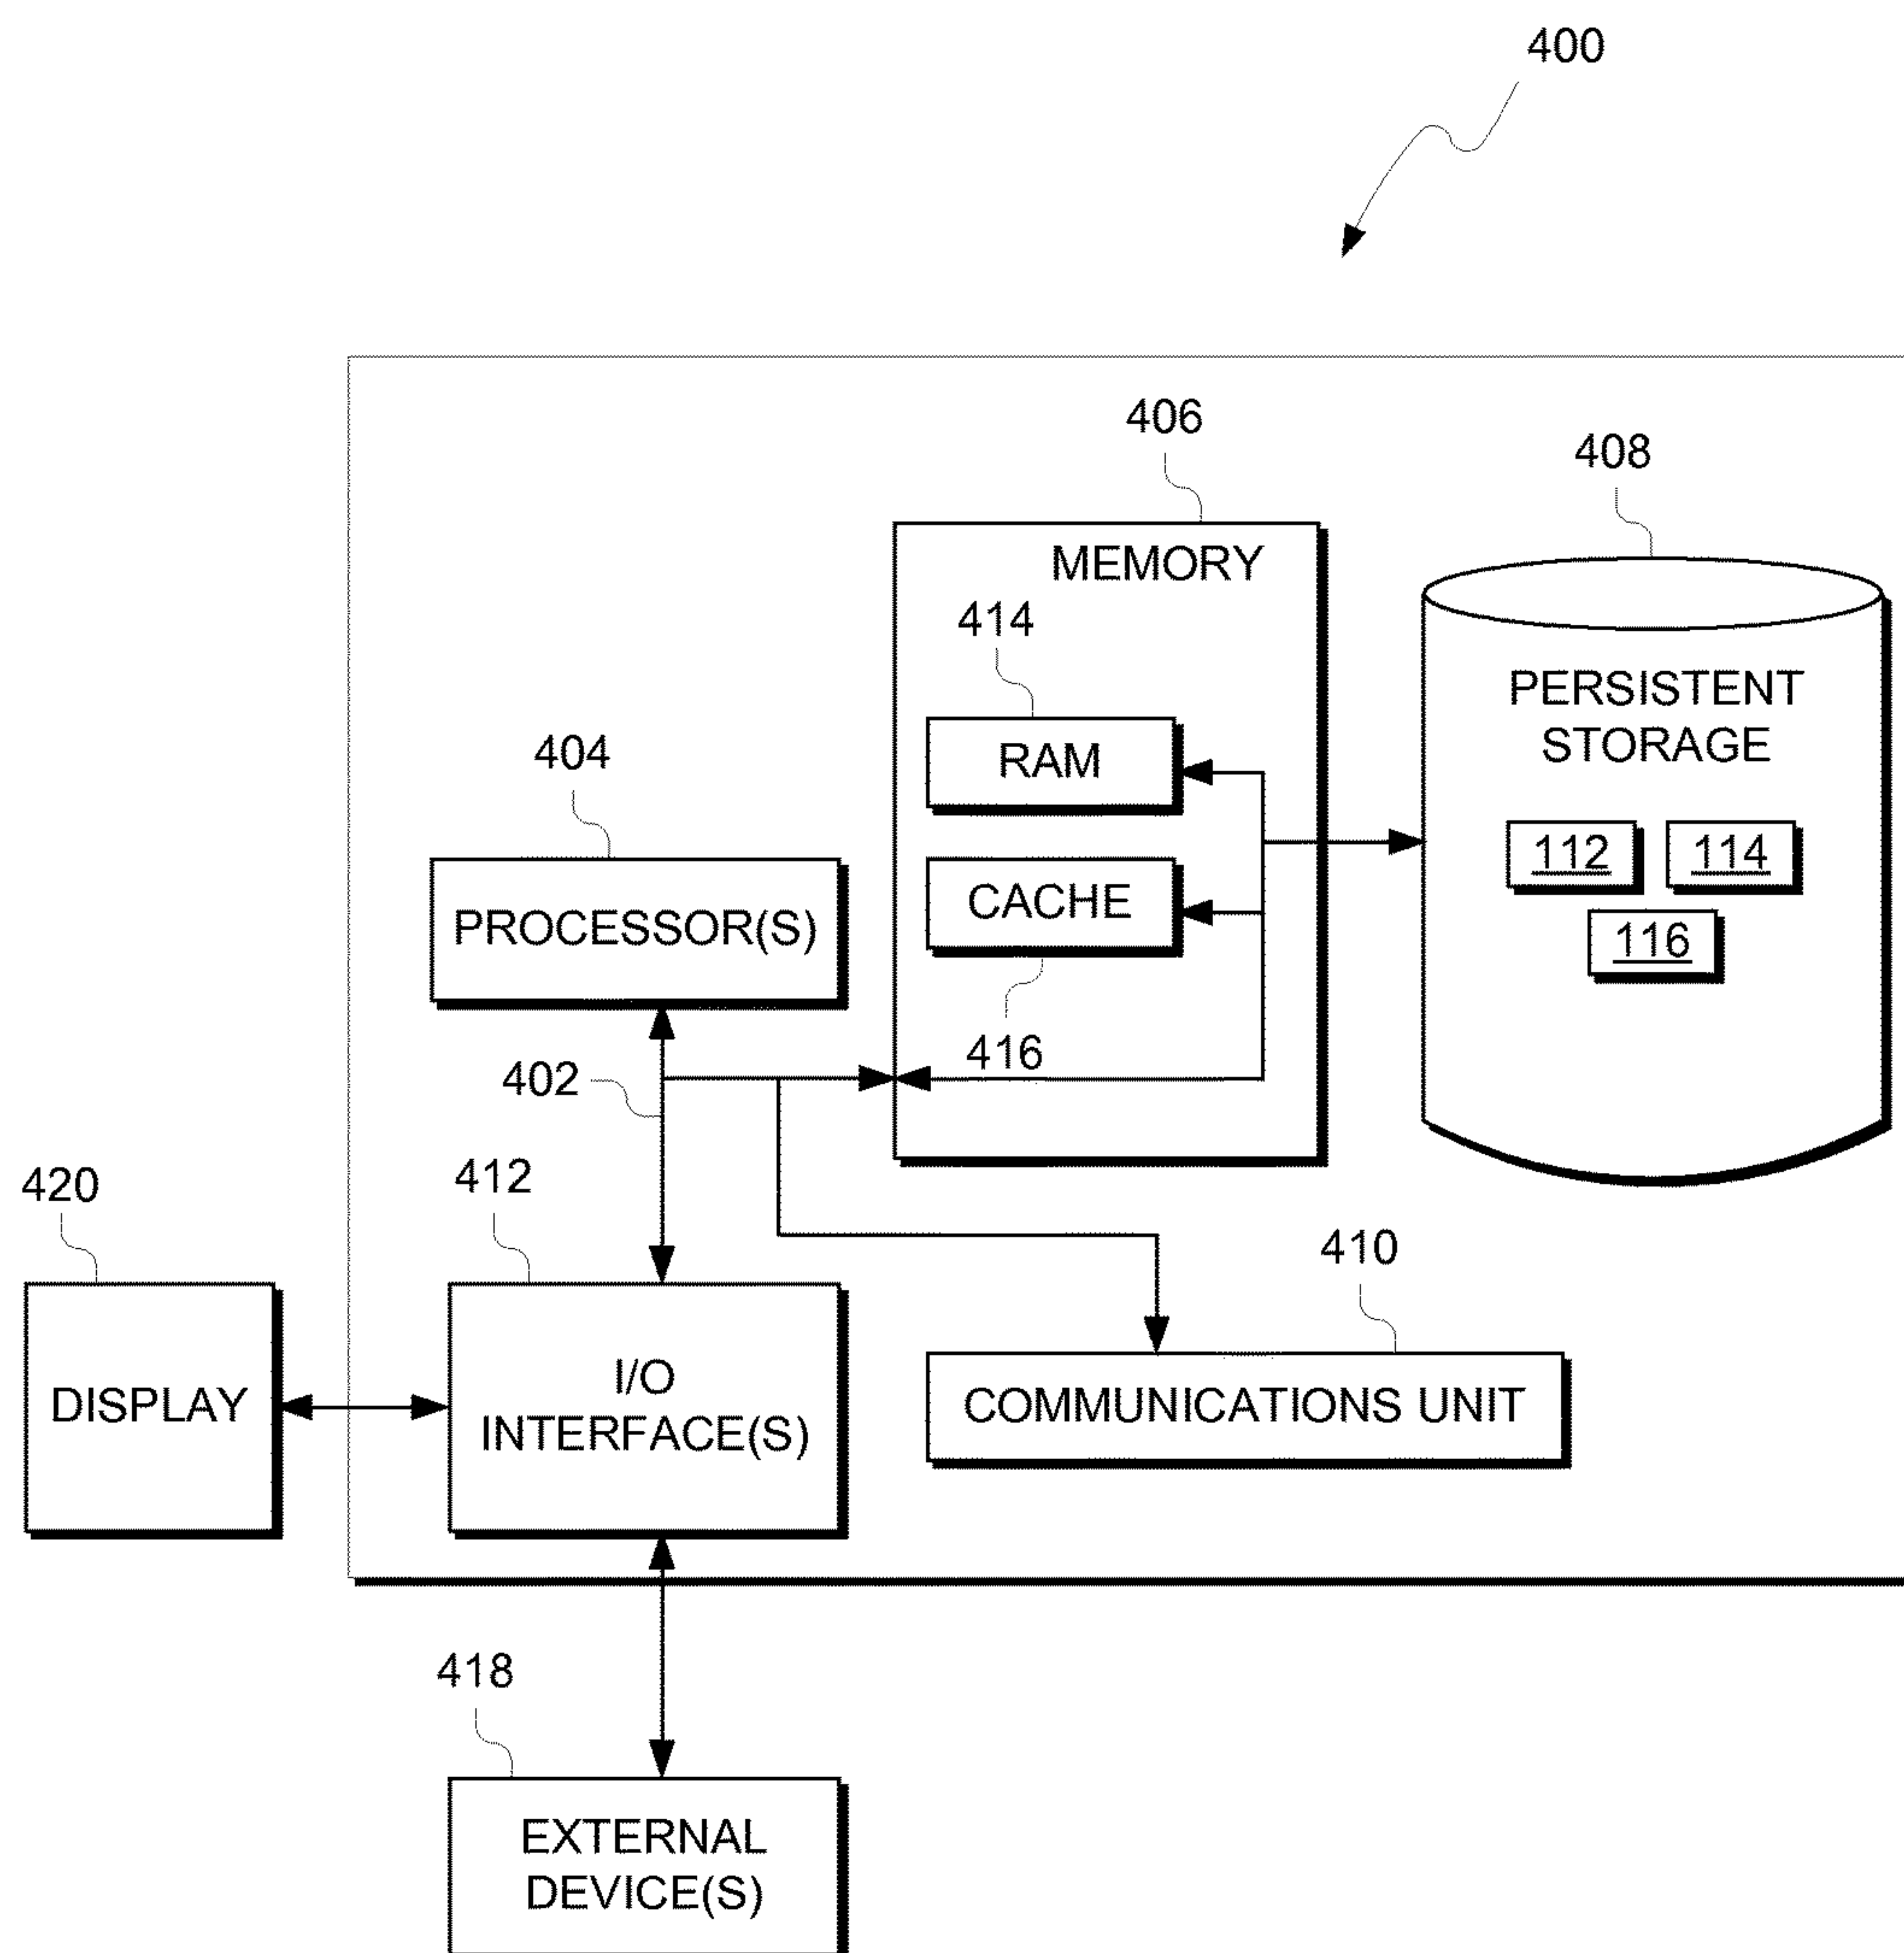 400
406
408
MEMORY
414
PERSISTENT
STORAGE
404
RAM
112
114
CACHE
PROCESSOR(S)
116
416
402
420
412
410
I/O
INTERFACE(S)
DISPLAY
COMMUNICATIONS UNIT
418
EXTERNAL
DEVICE(S)